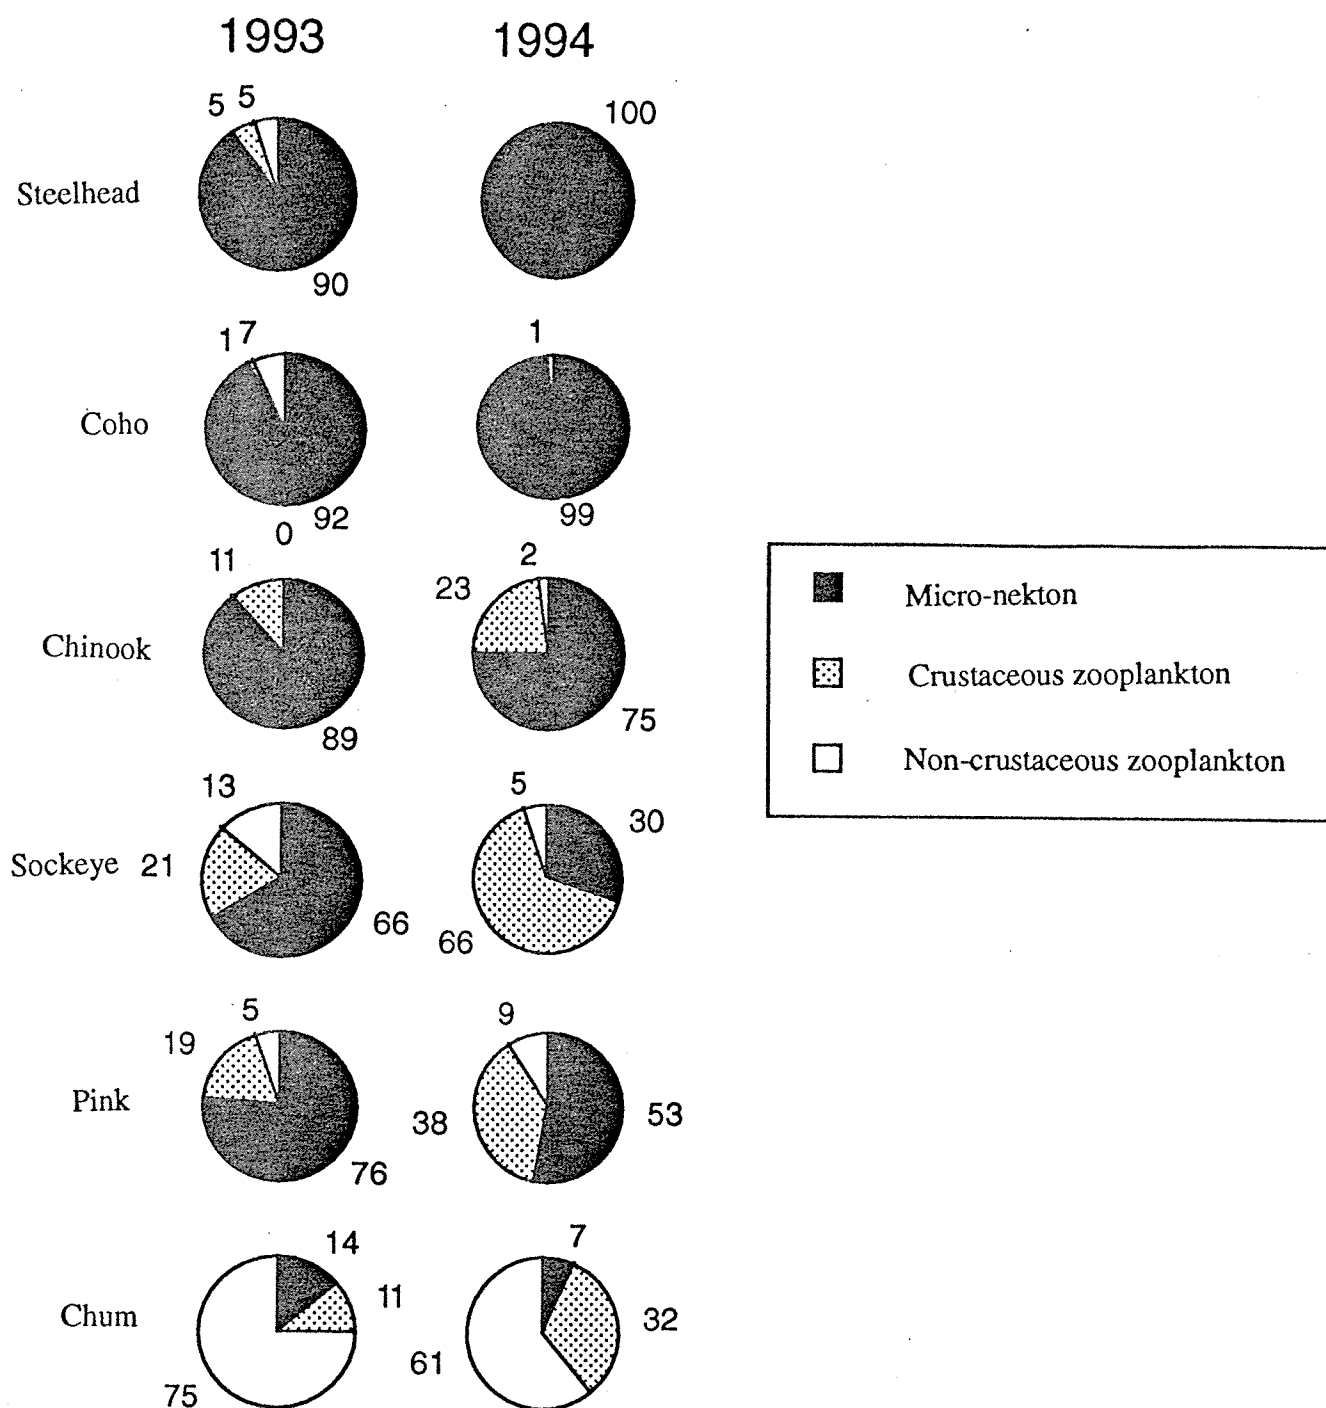 1993 1994
5 5 100
Steelhead
90
1 7 1
Coho
92 99
0
11 2
23
Chinook
89 75
13 5 30
Sockeye 21
66 66
5 9
19
Pink 38 53
76
14 7
11
Chum 32
61
75
Micro-nekton
Crustaceous zooplankton
Non-crustaceous zooplankton